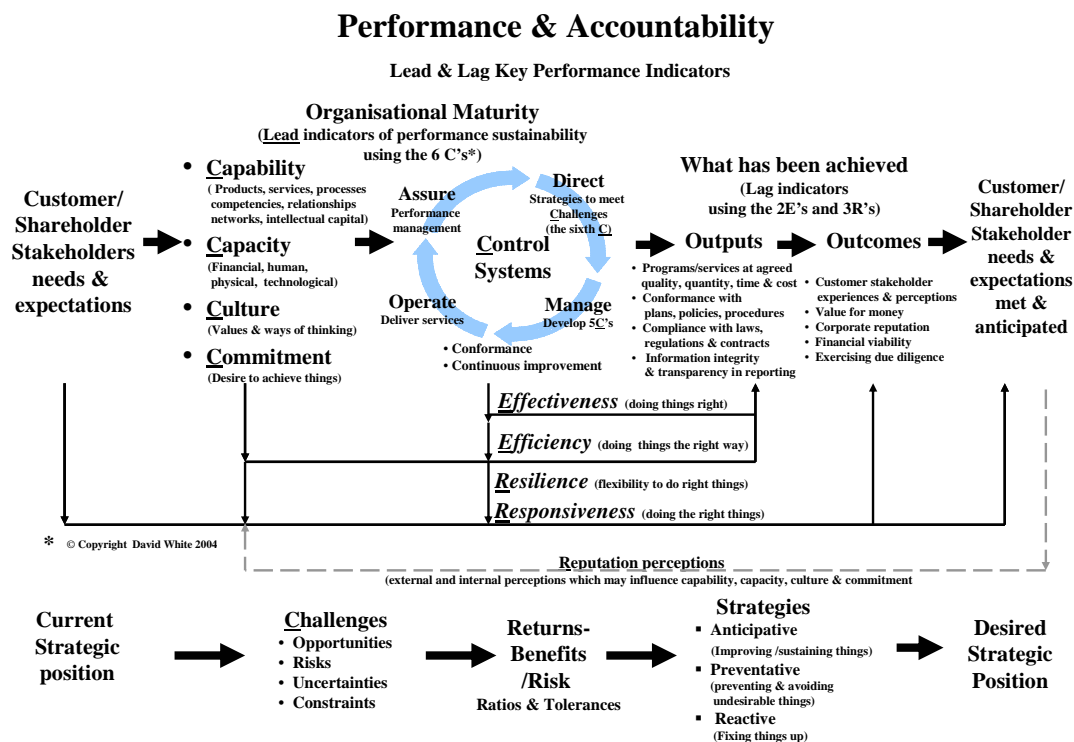 Performance & Accountability
Lead & Lag Key Performance Indicators
Organisational Maturity
(Lead indicators of performance sustainability
using the 6 C's*)
Customer/
Shareholder
Stakeholders
needs &
expectations
• Capability
( Products, services, processes
competencies, relationships
networks, intellectual capital)
• Capacity
(Financial, human,
physical, technological)
• Culture
(Values & ways of thinking)
• Commitment
(Desire to achieve things)
Assure
Performance
management
Direct
Strategies to meet
Challenges
(the sixth C)
Control
Systems
Operate
Deliver services
Manage
Develop 5C's
• Conformance
• Continuous improvement
What has been achieved
(Lag indicators
using the 2E's and 3R's)
Outputs
• Programs/services at agreed
quality, quantity, time & cost
• Conformance with
plans, policies, procedures
• Compliance with laws,
regulations & contracts
• Information integrity
& transparency in reporting
Outcomes
• Customer stakeholder
experiences & perceptions
• Value for money
• Corporate reputation
• Financial viability
• Exercising due diligence
Customer/
Shareholder
Stakeholder
needs &
expectations
met &
anticipated
Effectiveness (doing things right)
Efficiency (doing things the right way)
Resilience (flexibility to do right things)
Responsiveness (doing the right things)
* © Copyright David White 2004
Reputation perceptions
(external and internal perceptions which may influence capability, capacity, culture & commitment
Current
Strategic
position
Challenges
• Opportunities
• Risks
• Uncertainties
• Constraints
Returns-
Benefits
/Risk
Ratios & Tolerances
Strategies
▪ Anticipative
(Improving /sustaining things)
▪ Preventative
(preventing & avoiding
undesirable things)
▪ Reactive
(Fixing things up)
Desired
Strategic
Position